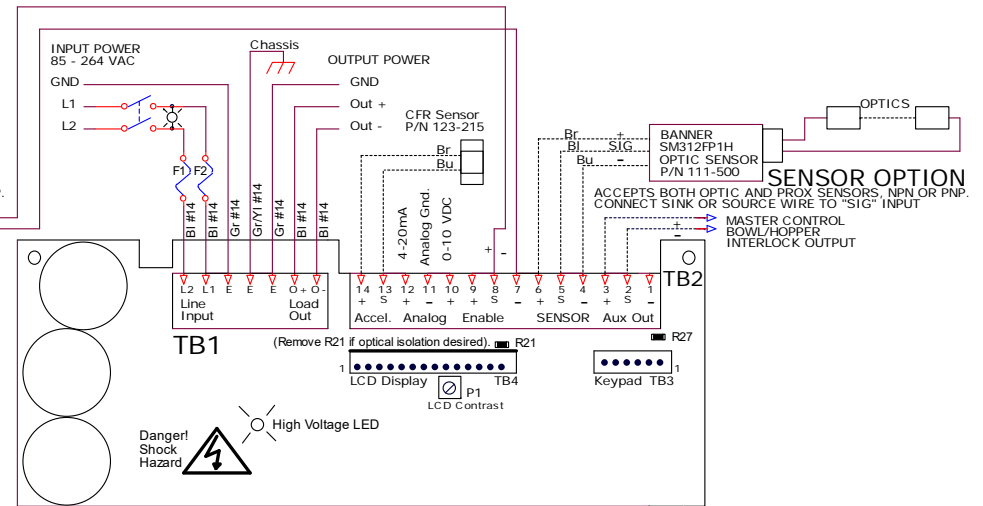 INPUT POWER
85 - 264 VAC
GND
L1
L2
Chassis
OUTPUT POWER
GND
Out +
Out -
CFR Sensor
P/N 123-215
Br
Bu
F1
F2
Bl #14
Bl #14
Gr #14
Gr/Yl #14
Gr #14
Bl #14
Bl #14
4-20mA
Analog Gnd.
0-10 VDC
+ -
Br +
Bl SIG
Bu -
BANNER
SM312FP1H
OPTIC SENSOR
P/N 111-500
OPTICS
SENSOR OPTION
ACCEPTS BOTH OPTIC AND PROX SENSORS, NPN OR PNP.
CONNECT SINK OR SOURCE WIRE TO "SIG" INPUT
+
-
MASTER CONTROL
BOWL/HOPPER
INTERLOCK OUTPUT
P.
L2 L1 E E E O+ O-
Line
Input
Load
Out
TB1
14 13 12 11 10 9 8 7 6 5 4 3 2 1
+ S + - + + S - + S - + S -
Accel. Analog Enable SENSOR Aux Out
TB2
(Remove R21 if optical isolation desired).
R21
R27
1
LCD Display
TB4
1
Keypad TB3
P1
LCD Contrast
High Voltage LED
Danger!
Shock
Hazard